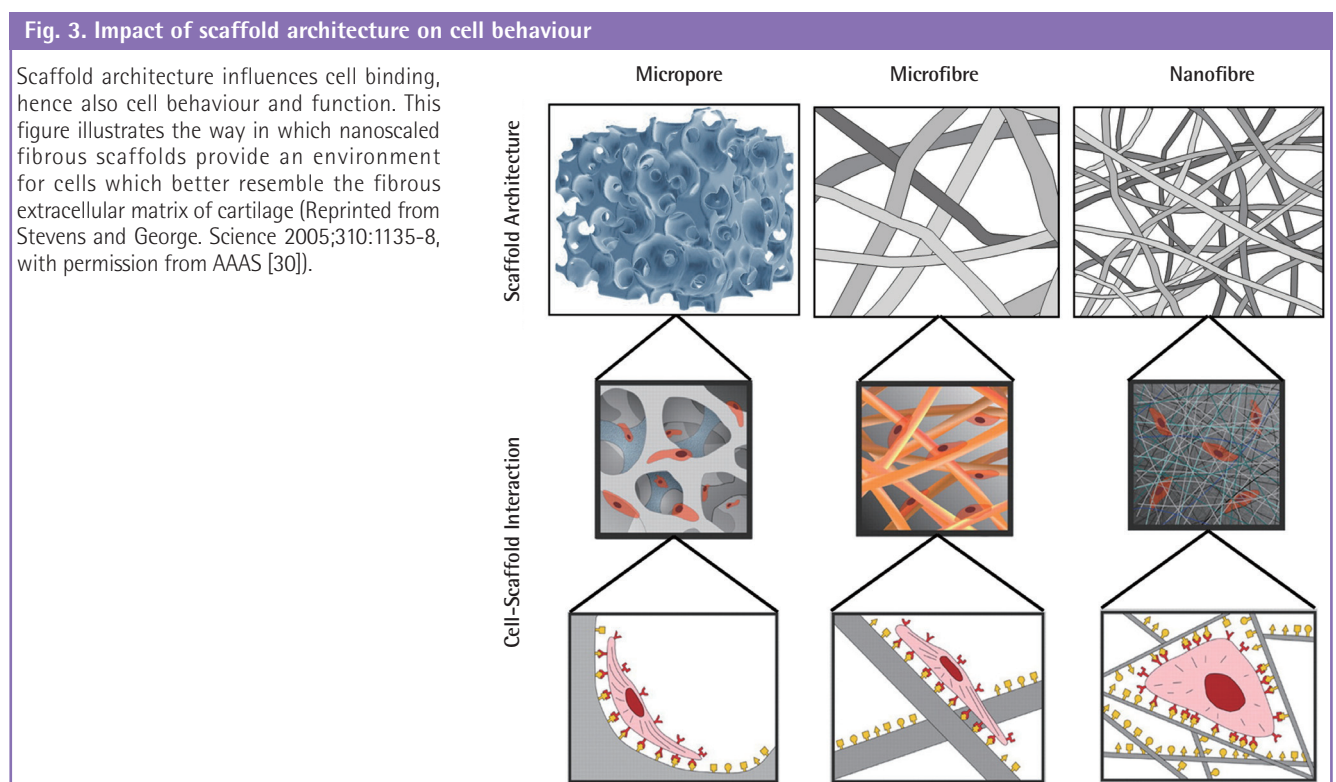 Fig. 3. Impact of scaffold architecture on cell behaviour
Scaffold architecture influences cell binding,
hence also cell behaviour and function. This
figure illustrates the way in which nanoscaled
fibrous scaffolds provide an environment
for cells which better resemble the fibrous
extracellular matrix of cartilage (Reprinted from
Stevens and George. Science 2005;310:1135-8,
with permission from AAAS [30]).
Micropore
Microfibre
Nanofibre
Scaffold Architecture
Cell-Scaffold Interaction